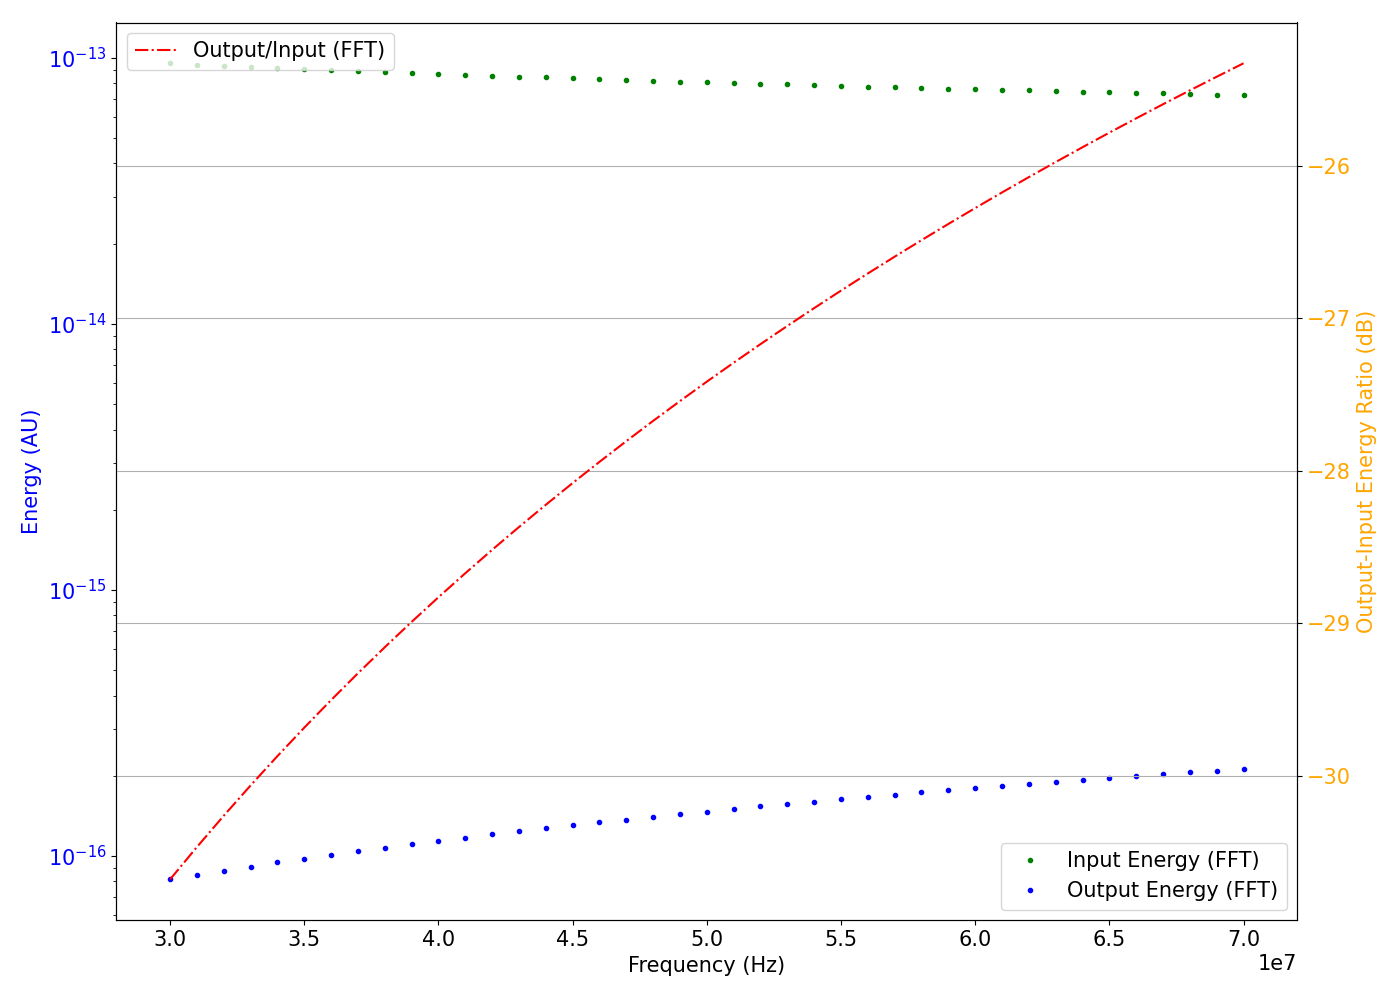 Output/Input (FFT)
10^−13
10^−14
10^−15
10^−16
Energy (AU)
−26
−27
−28
−29
−30
Output-Input Energy Ratio (dB)
Input Energy (FFT)
Output Energy (FFT)
3.0 3.5 4.0 4.5 5.0 5.5 6.0 6.5 7.0
Frequency (Hz)
1e7